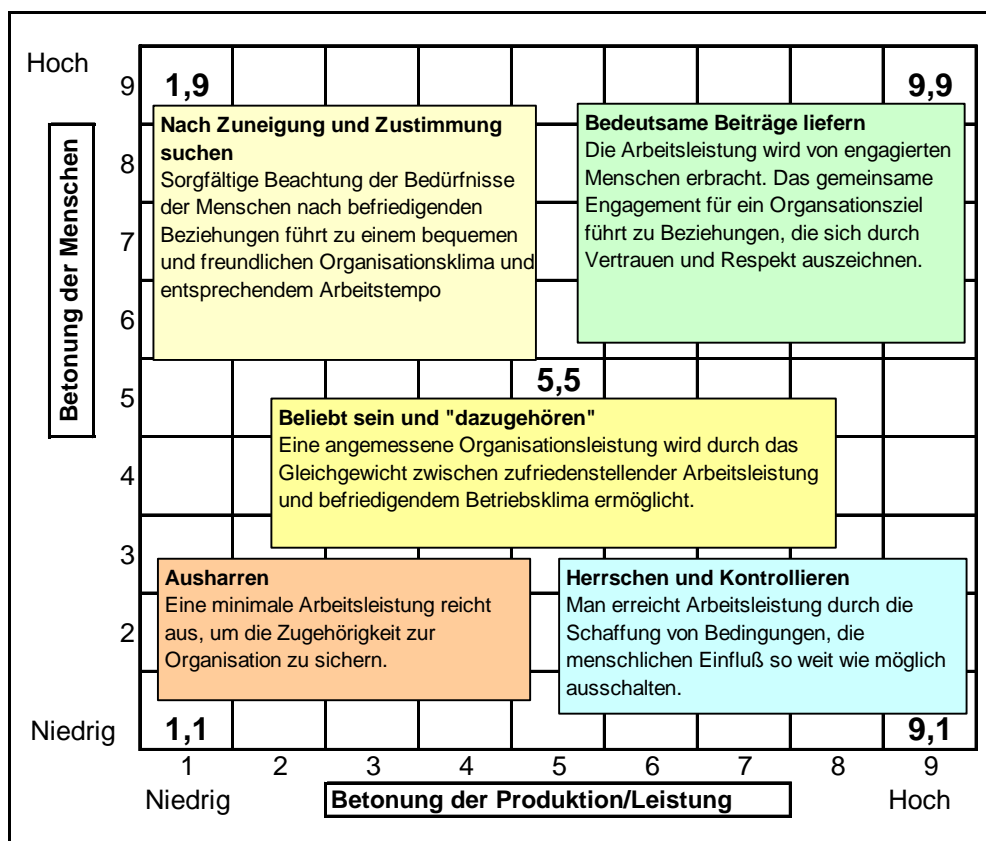 Hoch
9
1,9
9,9
Nach Zuneigung und Zustimmung
suchen
Sorgfältige Beachtung der Bedürfnisse
der Menschen nach befriedigenden
Beziehungen führt zu einem bequemen
und freundlichen Organisationsklima und
entsprechendem Arbeitstempo
Bedeutsame Beiträge liefern
Die Arbeitsleistung wird von engagierten
Menschen erbracht. Das gemeinsame
Engagement für ein Organsationsziel
führt zu Beziehungen, die sich durch
Vertrauen und Respekt auszeichnen.
Betonung der Menschen
8
7
6
5
5,5
Beliebt sein und "dazugehören"
Eine angemessene Organisationsleistung wird durch das
Gleichgewicht zwischen zufriedenstellender Arbeitsleistung
und befriedigendem Betriebsklima ermöglicht.
4
3
Ausharren
Eine minimale Arbeitsleistung reicht
aus, um die Zugehörigkeit zur
Organisation zu sichern.
Herrschen und Kontrollieren
Man erreicht Arbeitsleistung durch die
Schaffung von Bedingungen, die
menschlichen Einfluß so weit wie möglich
ausschalten.
2
Niedrig
1,1
9,1
1 2 3 4 5 6 7 8 9
Niedrig
Betonung der Produktion/Leistung
Hoch